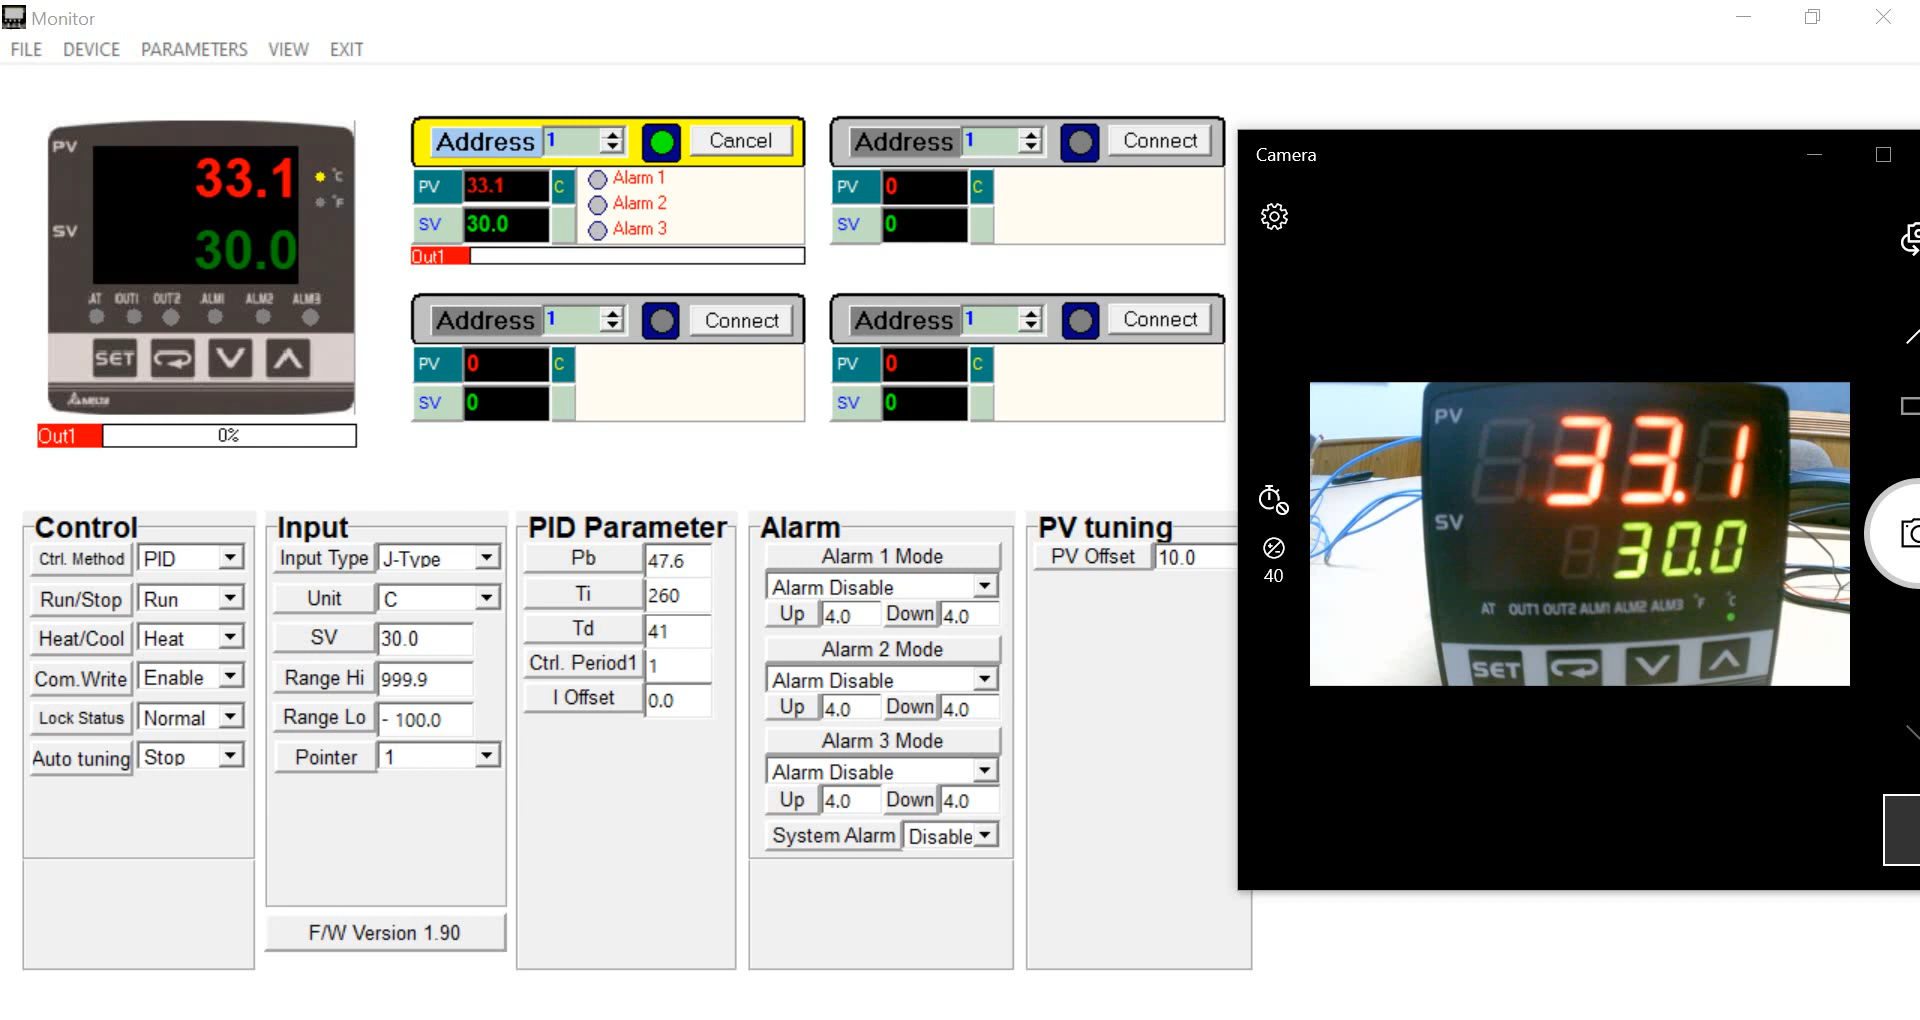 Monitor
FILE DEVICE PARAMETERS VIEW EXIT
PV
33.1
°C
°F
SV
30.0
AT OUT1 OUT2 ALM1 ALM2 ALM3
SET
DELTA
Out1 0%
Address 1 Cancel
PV 33.1 C
SV 30.0
Alarm 1
Alarm 2
Alarm 3
Out1
Address 1 Connect
PV 0 C
SV 0
Address 1 Connect
PV 0 C
SV 0
Address 1 Connect
PV 0 C
SV 0
Control
Ctrl. Method PID
Run/Stop Run
Heat/Cool Heat
Com.Write Enable
Lock Status Normal
Auto tuning Stop
Input
Input Type J-Type
Unit C
SV 30.0
Range Hi 999.9
Range Lo - 100.0
Pointer 1
F/W Version 1.90
PID Parameter
Pb 47.6
Ti 260
Td 41
Ctrl. Period1 1
I Offset 0.0
Alarm
Alarm 1 Mode
Alarm Disable
Up 4.0 Down 4.0
Alarm 2 Mode
Alarm Disable
Up 4.0 Down 4.0
Alarm 3 Mode
Alarm Disable
Up 4.0 Down 4.0
System Alarm Disable
PV tuning
PV Offset 10.0
Camera
40
PV
33.1
SV
30.0
AT OUT1 OUT2 ALM1 ALM2 ALM3 °F °C
SET